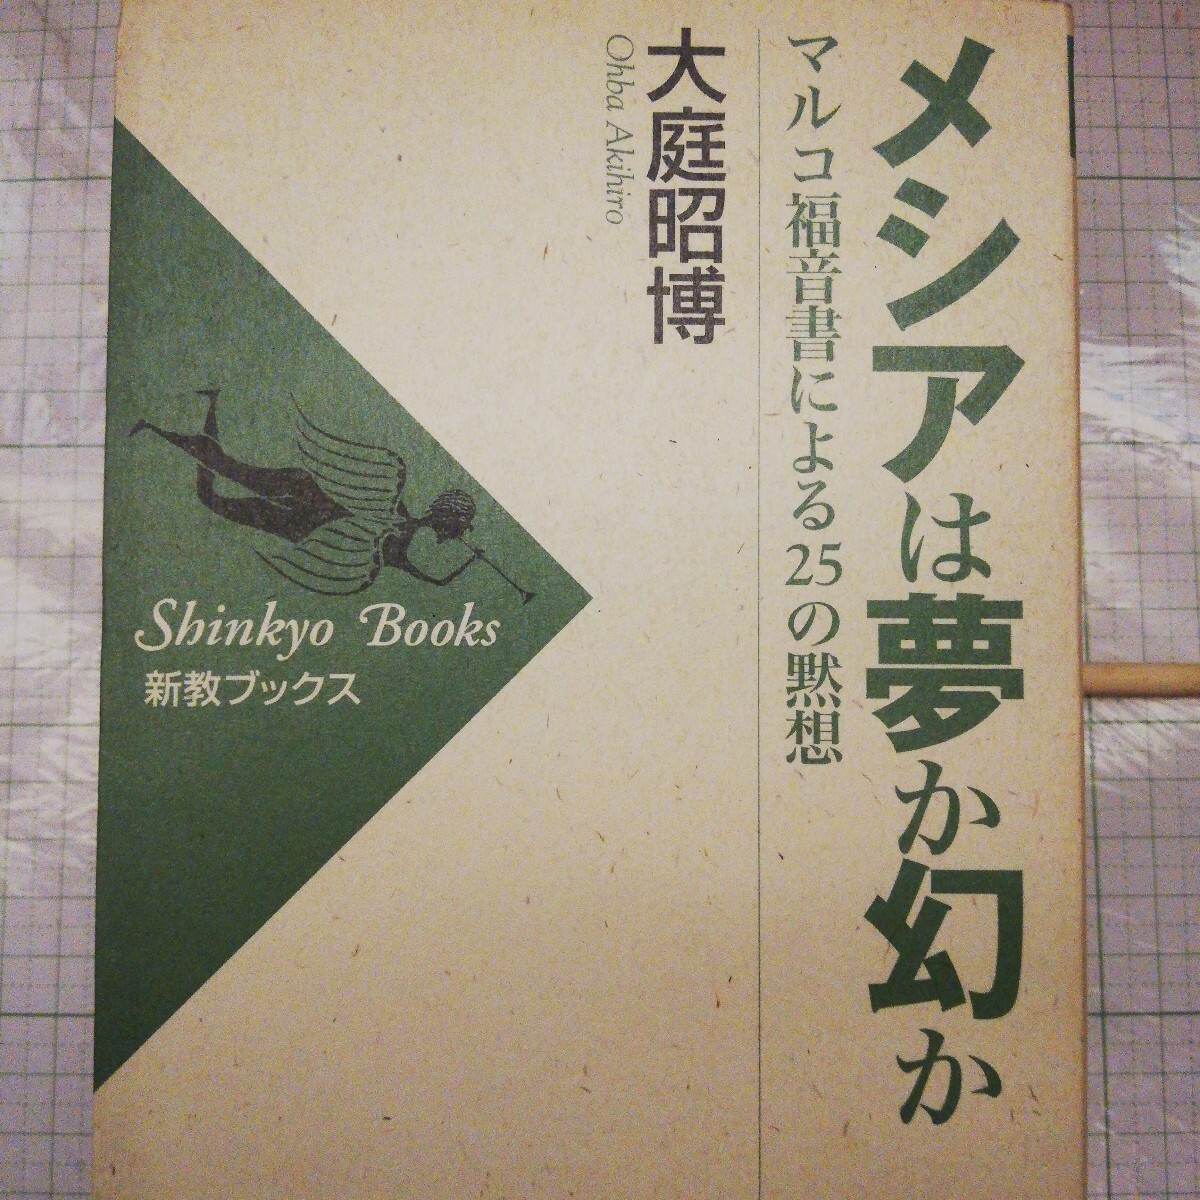 メシアは夢か幻か
マルコ福音書による25の黙想
大庭昭博
Ohba Akihiro
Shinkyo Books
新教ブックス